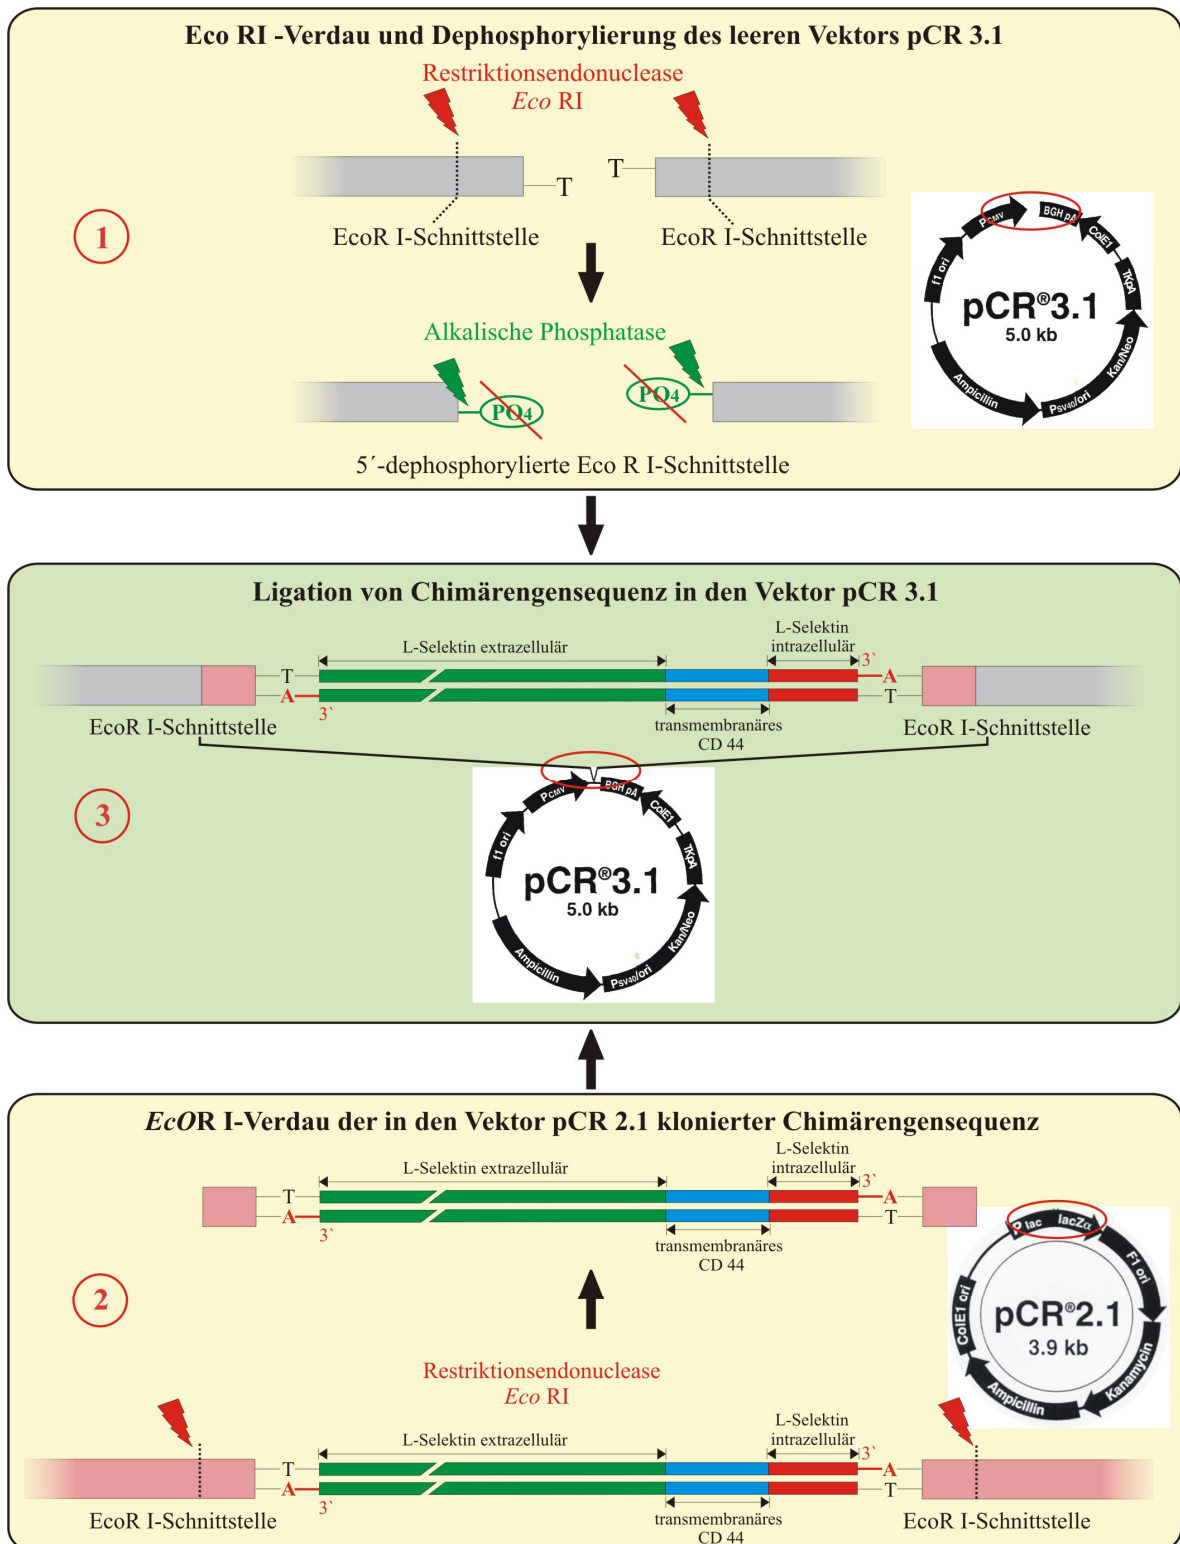 Eco RI -Verdau und Dephosphorylierung des leeren Vektors pCR 3.1
Restriktionsendonuclease
Eco RI
T
T
EcoR I-Schnittstelle
EcoR I-Schnittstelle
1
Alkalische Phosphatase
PO4
PO4
5´-dephosphorylierte Eco R I-Schnittstelle
PCMV
BGH pA
ColE1
TKpA
Kan/Neo
PSV40/ori
Ampicillin
f1 ori
pCR®3.1
5.0 kb
Ligation von Chimärengensequenz in den Vektor pCR 3.1
L-Selektin extrazellulär
L-Selektin
intrazellulär
3`
T
A
A
T
3`
EcoR I-Schnittstelle
transmembranäres
CD 44
EcoR I-Schnittstelle
3
PCMV
BGH pA
ColE1
TKpA
Kan/Neo
PSV40/ori
Ampicillin
f1 ori
pCR®3.1
5.0 kb
EcOR I-Verdau der in den Vektor pCR 2.1 klonierter Chimärengensequenz
L-Selektin extrazellulär
L-Selektin
intrazellulär
3`
T
A
A
T
3`
transmembranäres
CD 44
2
P lac
lacZα
F1 ori
Kanamycin
Ampicillin
ColE1 ori
pCR®2.1
3.9 kb
Restriktionsendonuclease
Eco RI
L-Selektin extrazellulär
L-Selektin
intrazellulär
3`
T
A
A
T
3`
EcoR I-Schnittstelle
transmembranäres
CD 44
EcoR I-Schnittstelle